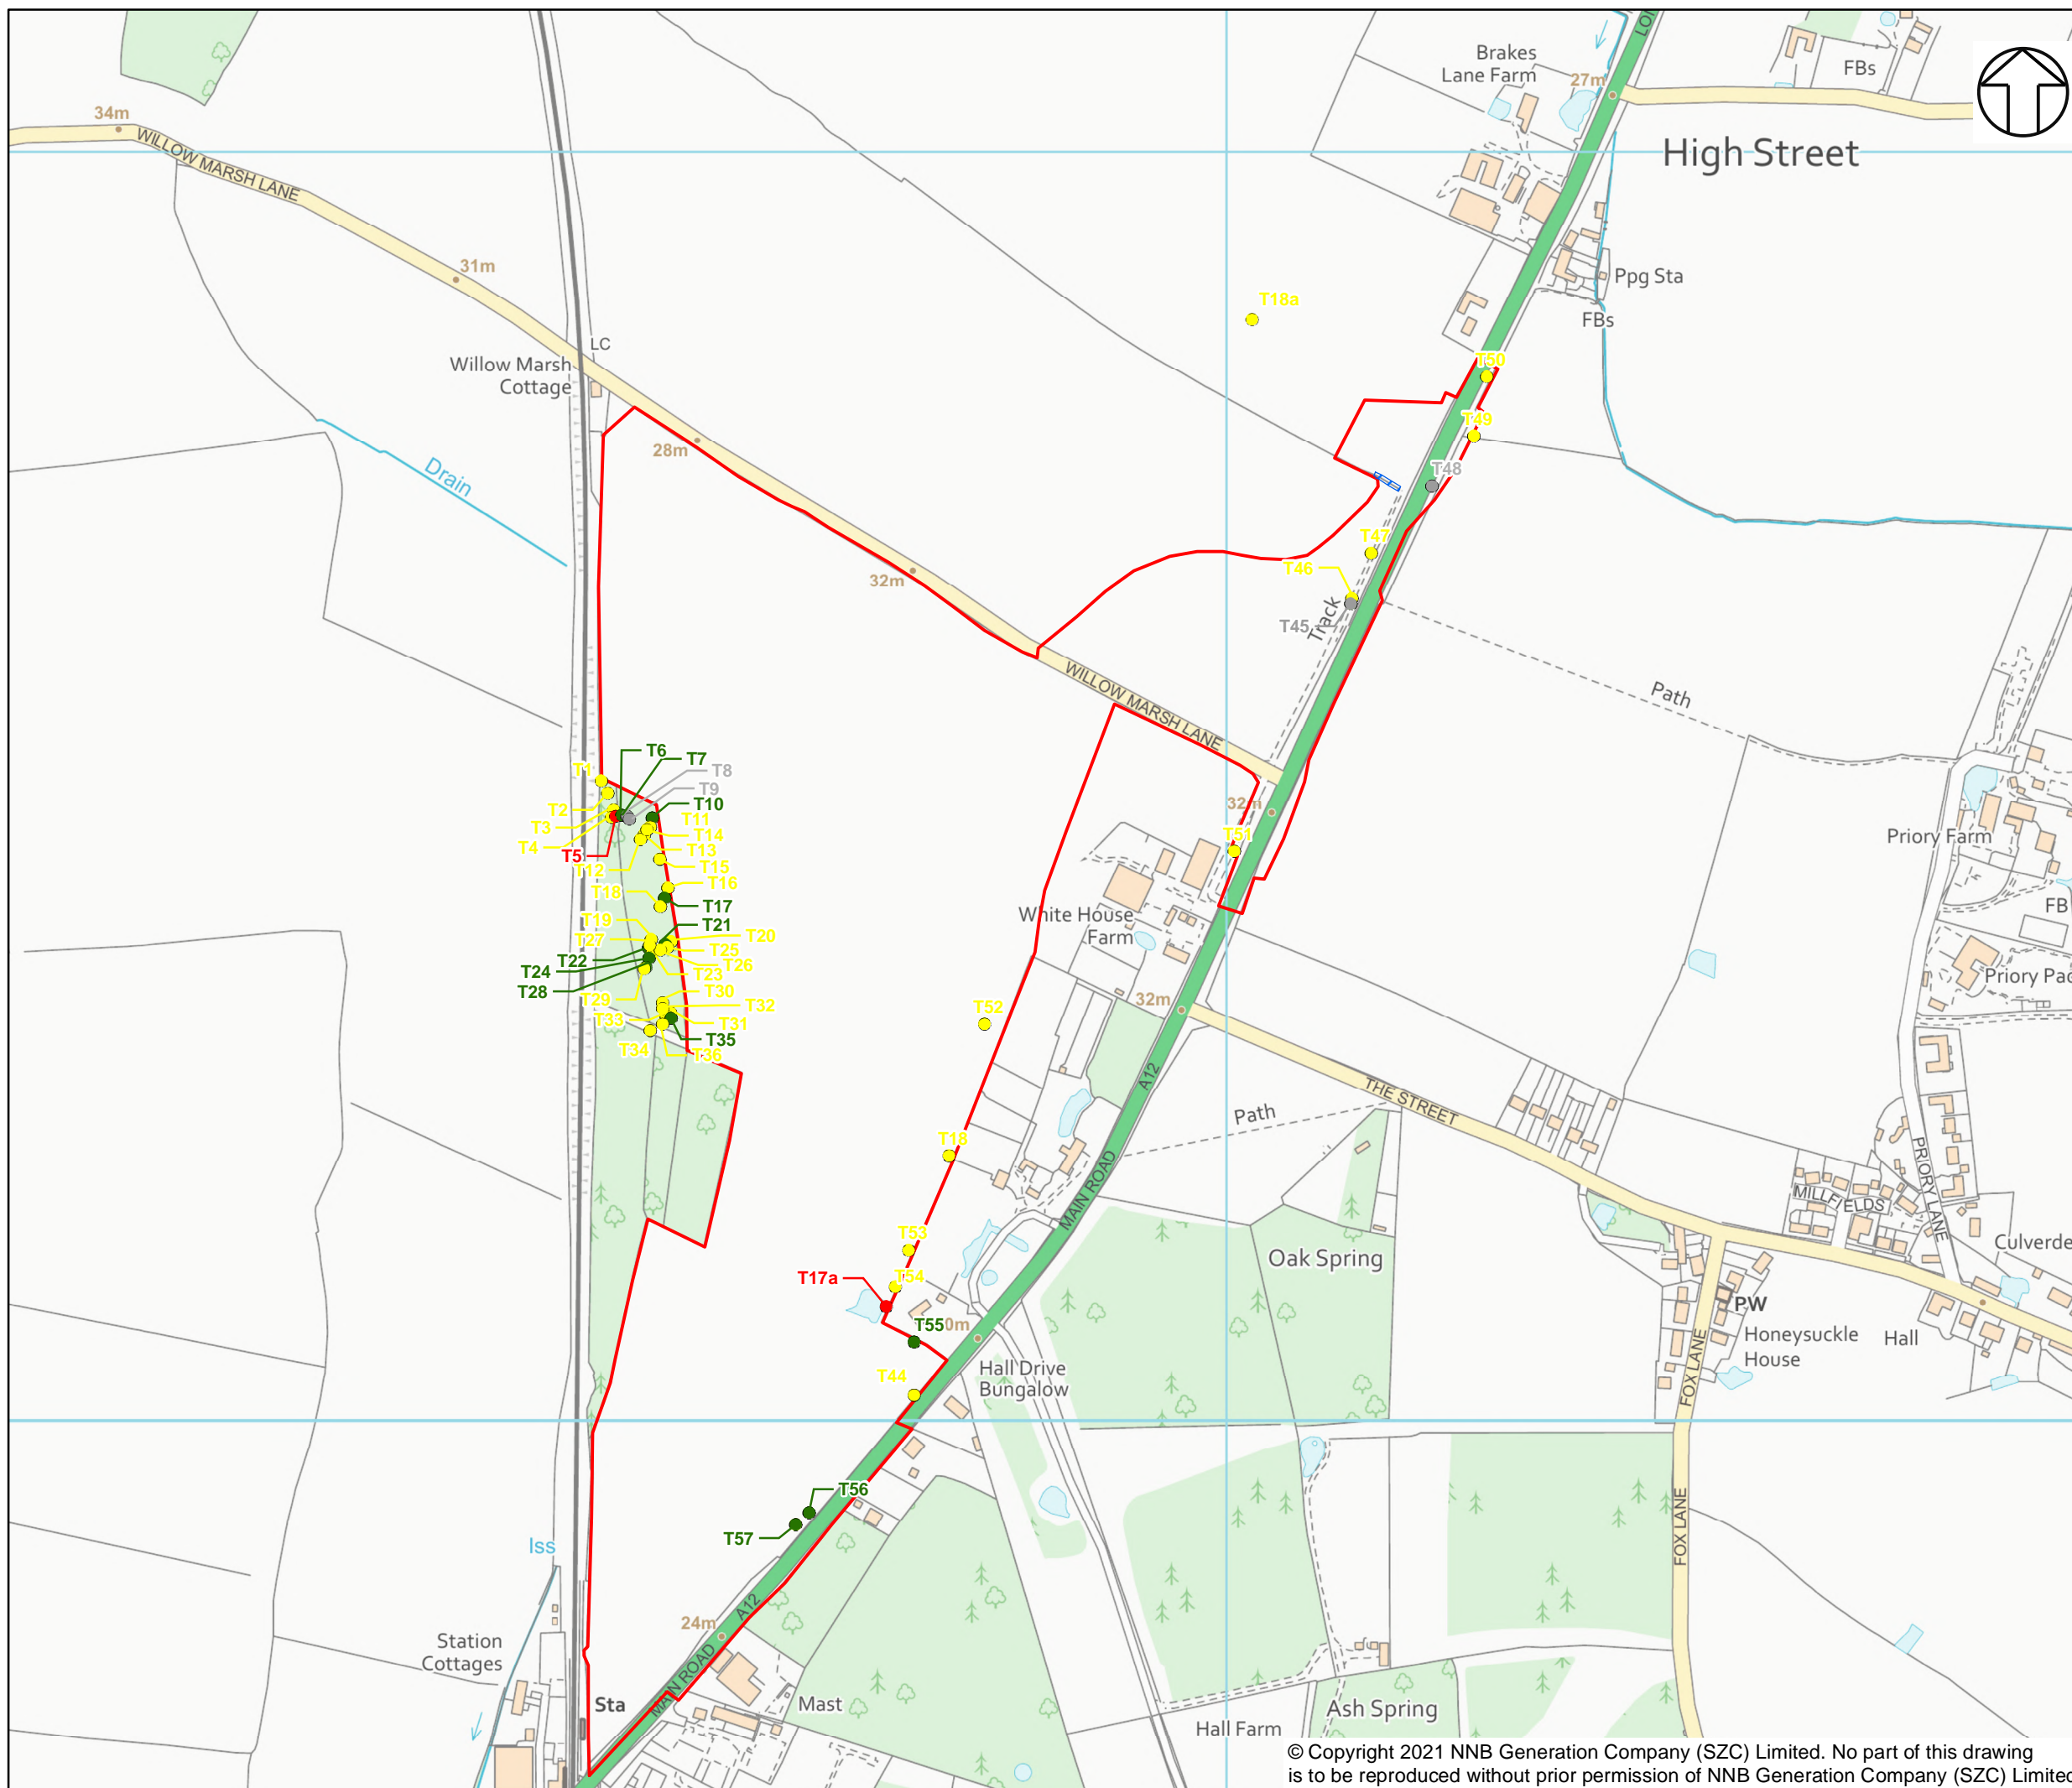 LOI
Brakes
Lane Farm
27m
FBs
34m
WILLOW MARSH LANE
High Street
31m
Ppg Sta
T18a
FBs
LC
Willow Marsh
Cottage
T50
T49
28m
T48
Drain
T47
32m
T46
Track
T45
WILLOW MARSH LANE
Path
T6
T7
T1
T8
T9
T10
T2
T11
T3
T14
T4
T13
T5
T12
T15
T16
T18
T17
T19
T21
T27
T20
T25
T22
T26
T24
T23
T28
T29
T30
T32
T33
T31
T35
T34
T36
32m
T51
Priory Farm
White House
Farm
FB
Priory Pad
32m
T52
A12
THE STREET
Path
T18
MAIN ROAD
PRIORY LANE
MILLFIELDS
Culverde
T53
Oak Spring
T17a
T54
PW
T55
0m
Honeysuckle
House
Hall
Hall Drive
Bungalow
T44
FOX LANE
T56
T57
FOX LANE
Iss
A12
24m
Station
Cottages
MAIN ROAD
Sta
Mast
Ash Spring
Hall Farm
© Copyright 2021 NNB Generation Company (SZC) Limited. No part of this drawing
is to be reproduced without prior permission of NNB Generation Company (SZC) Limite